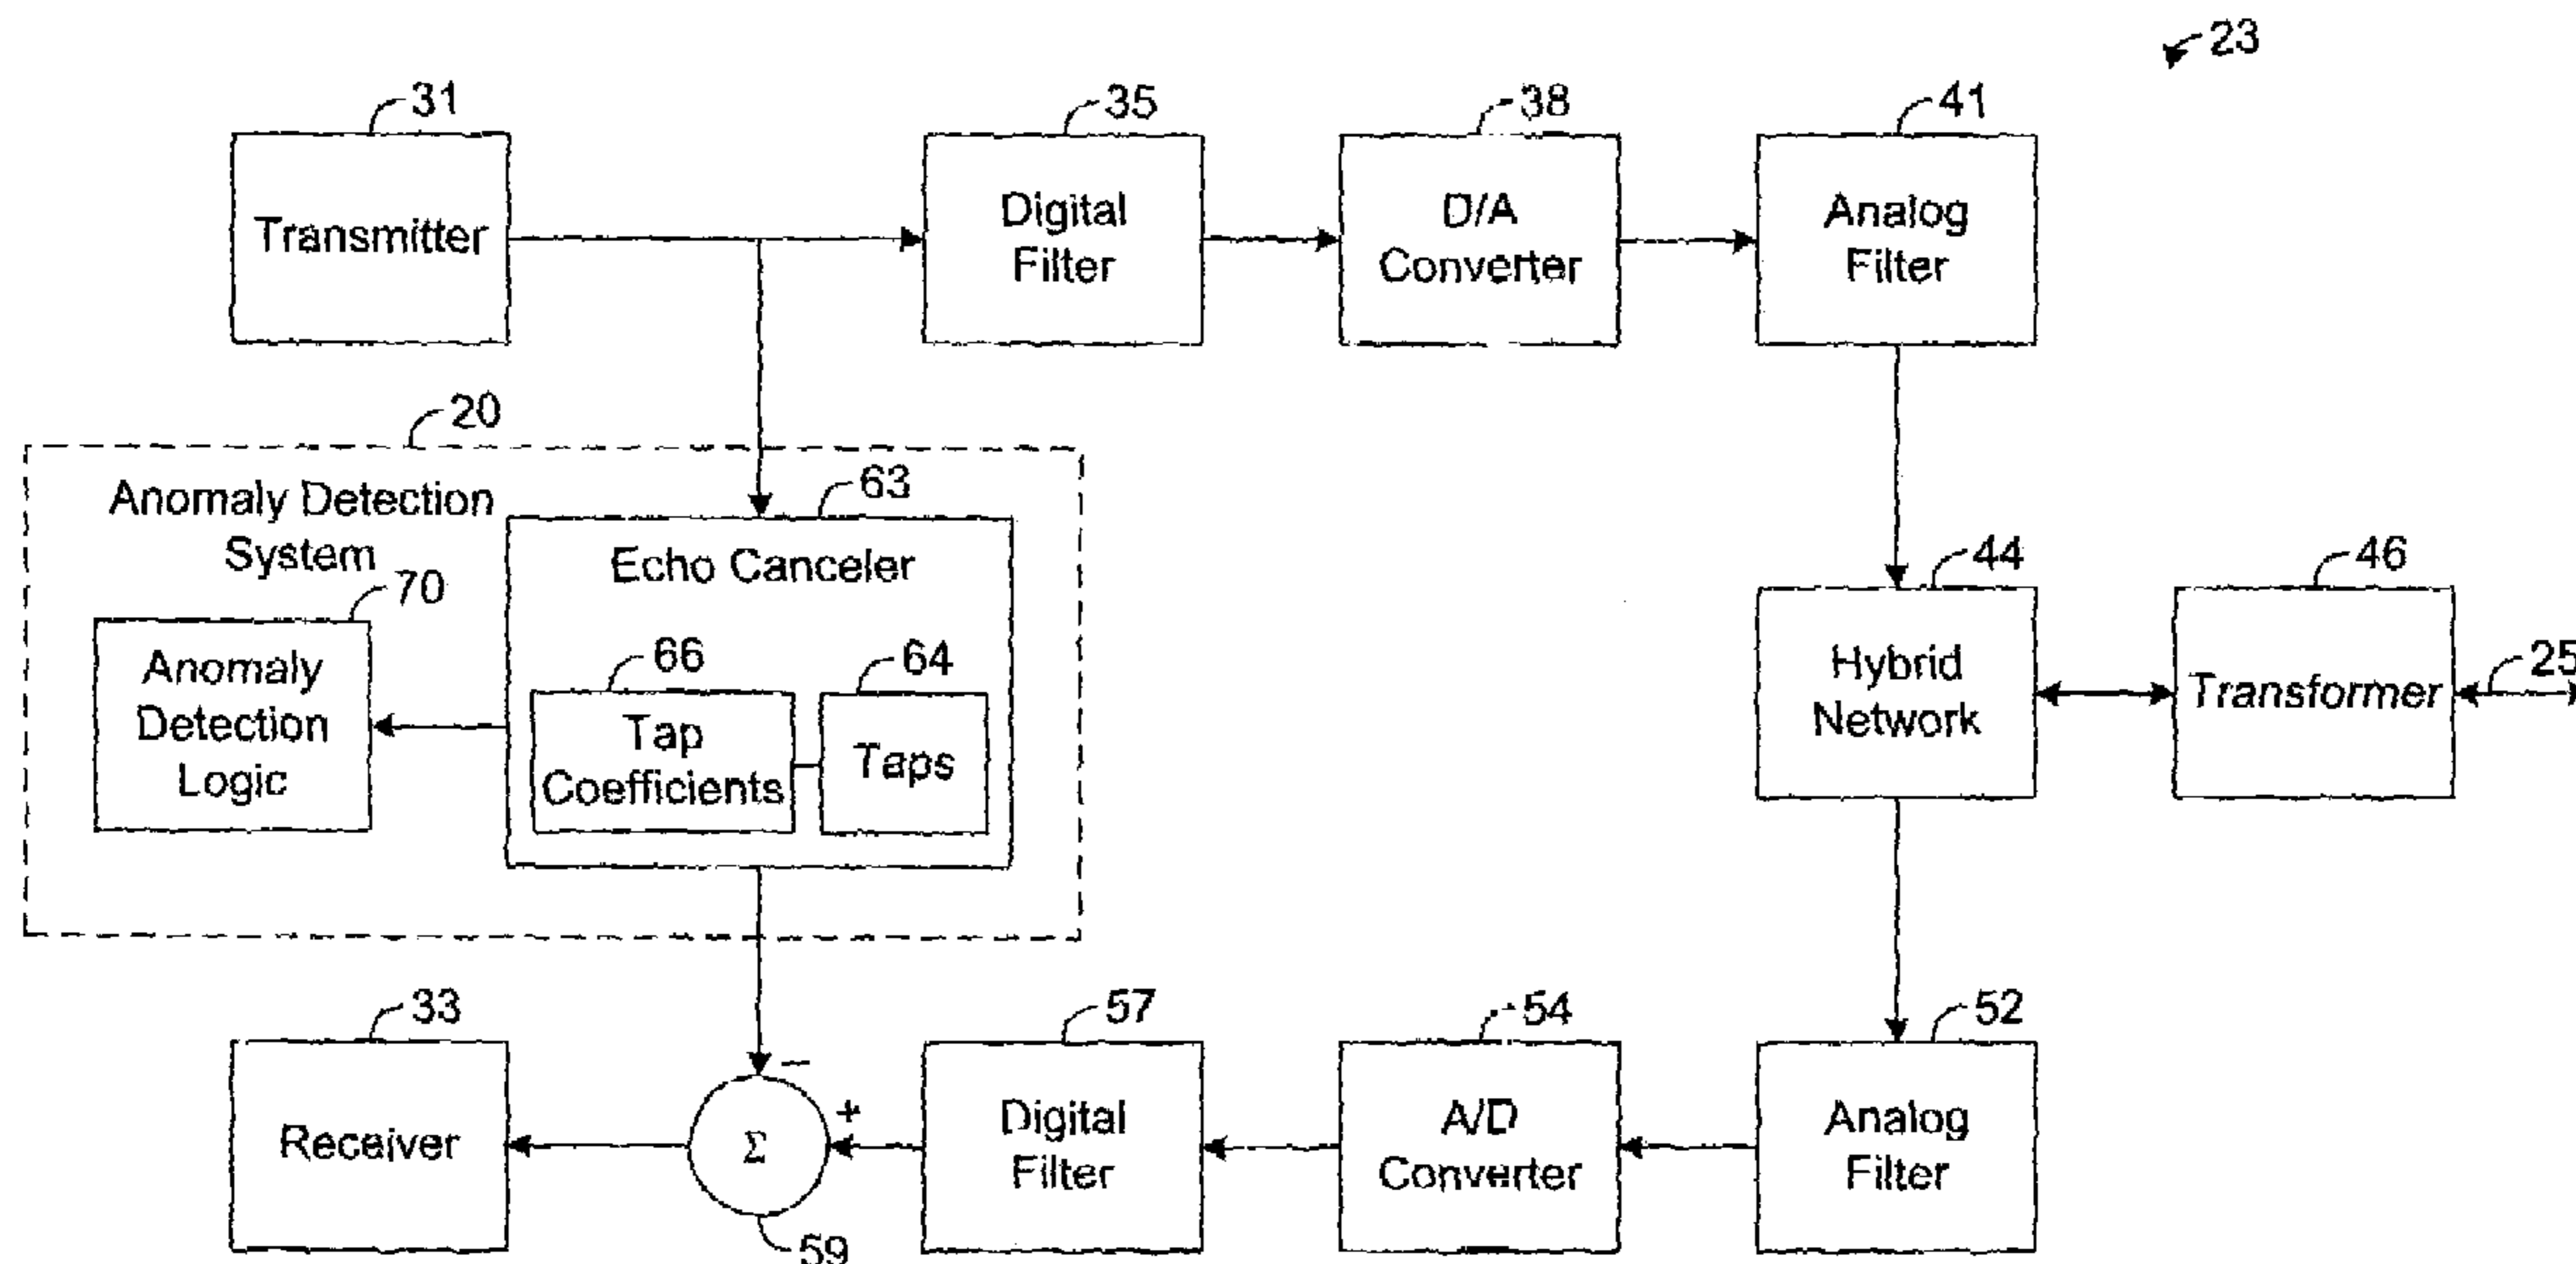 23
31
35
38
41
Transmitter
Digital
Filter
D/A
Converter
Analog
Filter
20
Anomaly Detection
System
63
Echo Canceler
70
Anomaly
Detection
Logic
66
Tap
Coefficients
64
Taps
44
Hybrid
Network
46
Transformer
25
33
Receiver
−
+
Σ
59
57
Digital
Filter
54
A/D
Converter
52
Analog
Filter